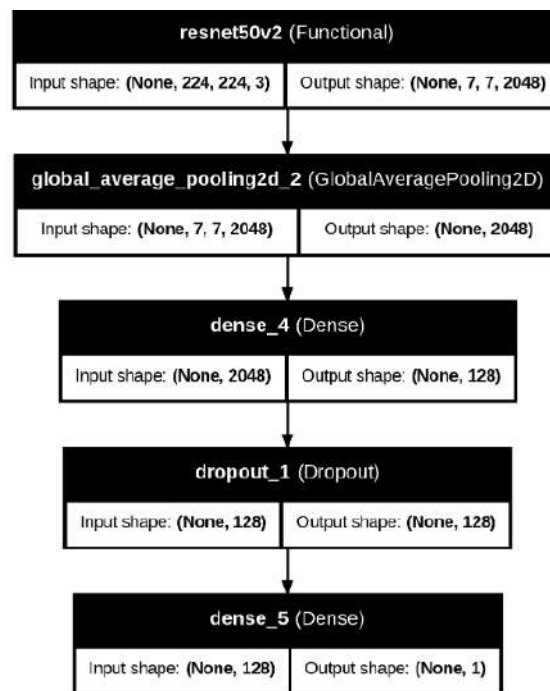 resnet50v2 (Functional)
Input shape: (None, 224, 224, 3) Output shape: (None, 7, 7, 2048)
global_average_pooling2d_2 (GlobalAveragePooling2D)
Input shape: (None, 7, 7, 2048) Output shape: (None, 2048)
dense_4 (Dense)
Input shape: (None, 2048) Output shape: (None, 128)
dropout_1 (Dropout)
Input shape: (None, 128) Output shape: (None, 128)
dense_5 (Dense)
Input shape: (None, 128) Output shape: (None, 1)